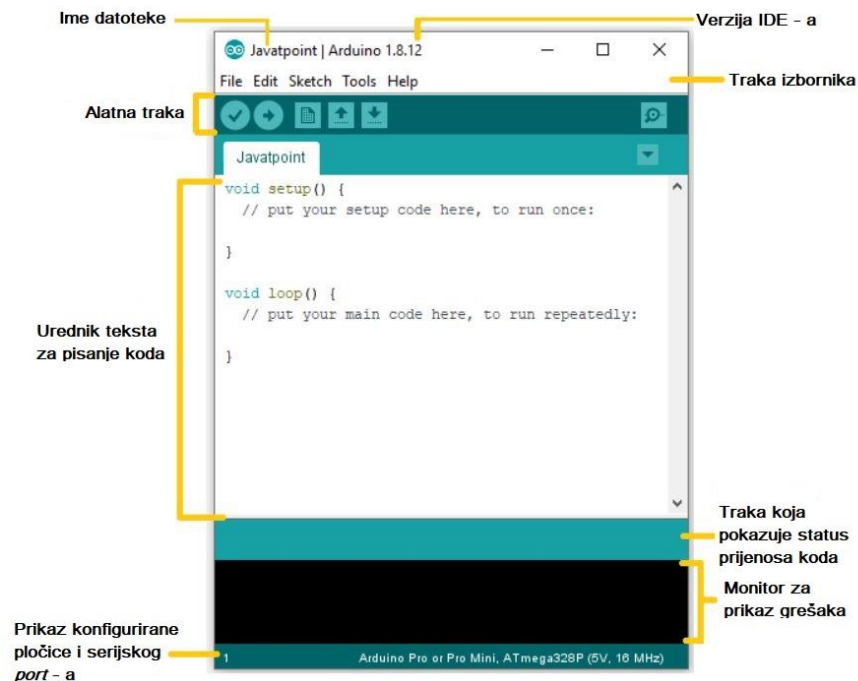 Ime datoteke
Verzija IDE - a
Javatpoint | Arduino 1.8.12
File Edit Sketch Tools Help
Traka izbornika
Alatna traka
Javatpoint
void setup() {
// put your setup code here, to run once:
}
void loop() {
// put your main code here, to run repeatedly:
}
Urednik teksta
za pisanje koda
Traka koja
pokazuje status
prijenosa koda
Monitor za
prikaz grešaka
Prikaz konfigurirane
pločice i serijskog
port - a
1
Arduino Pro or Pro Mini, ATmega328P (5V, 16 MHz)